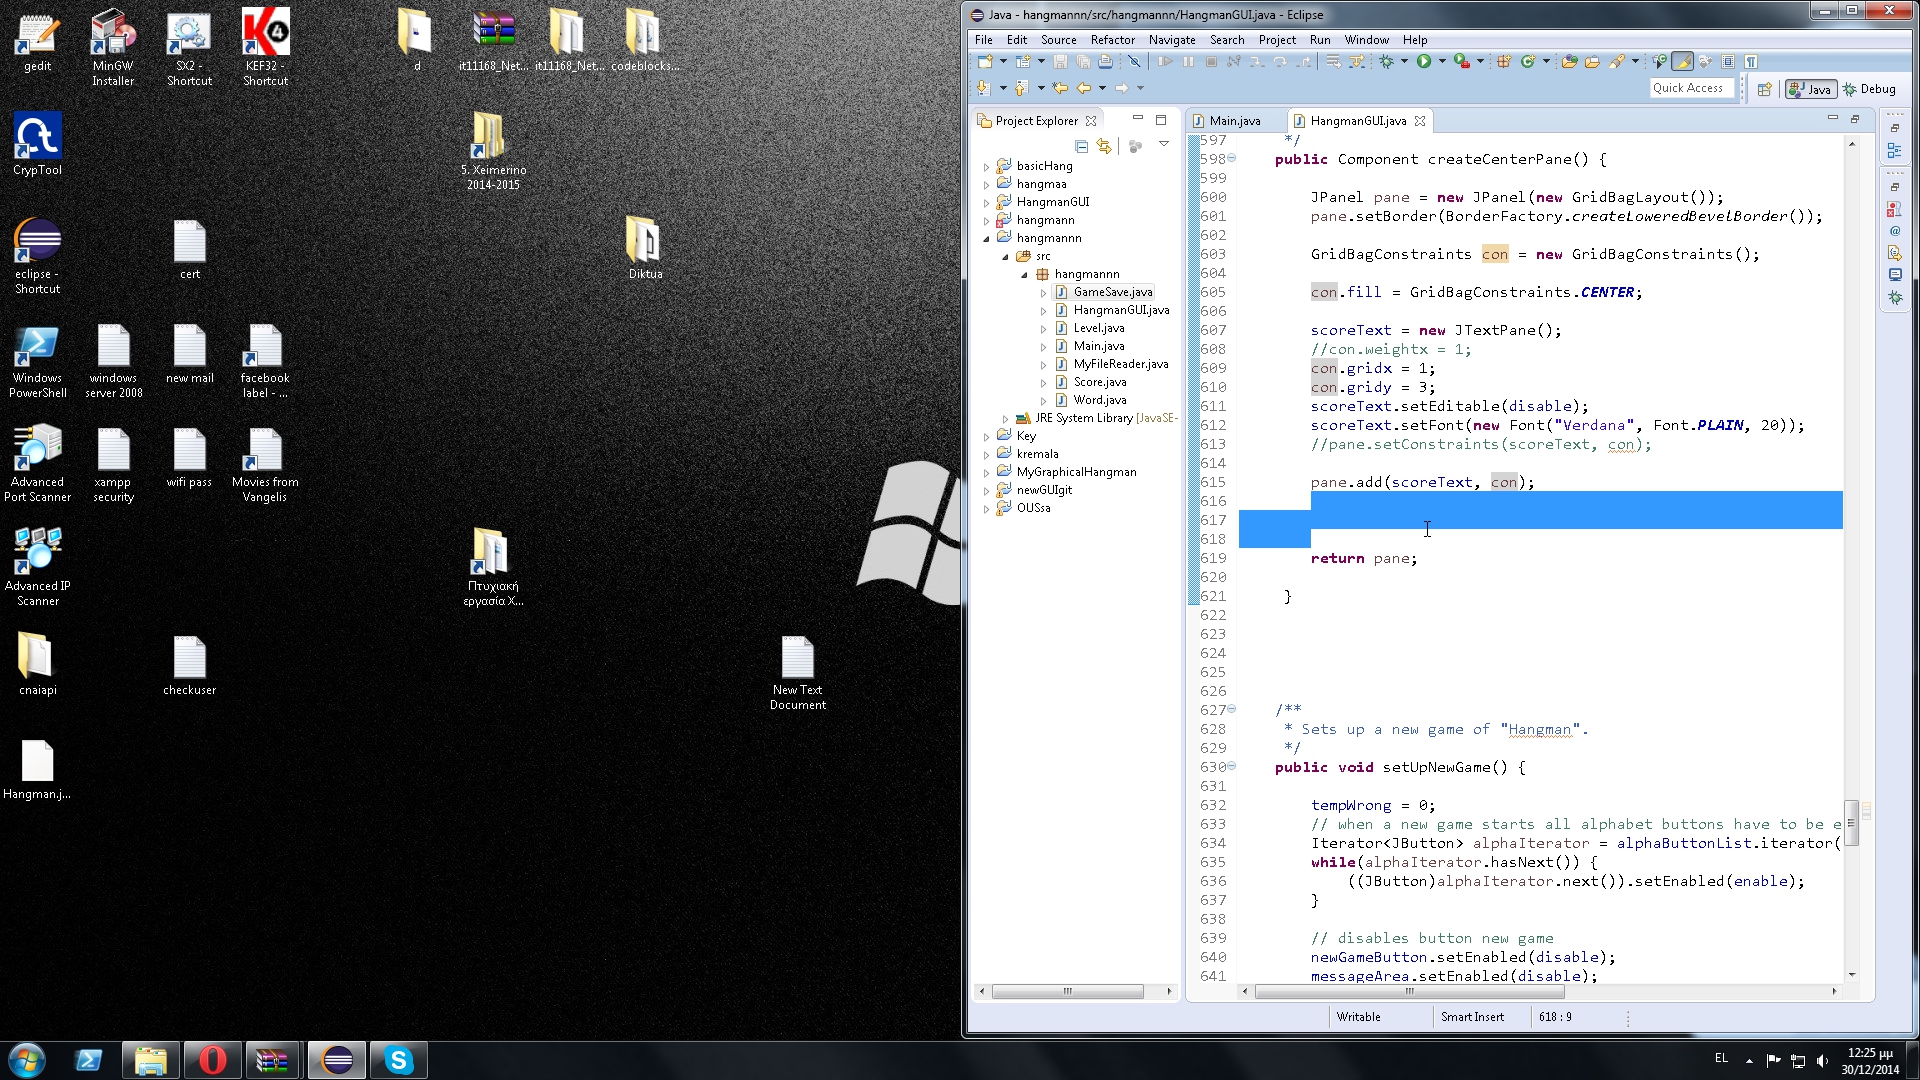 gedit
MinGW Installer
SX2 - Shortcut
KEF32 - Shortcut
d
it11168_Net...
it11168_Net...
codeblocks...
CrypTool
5. Xeimerino 2014-2015
eclipse - Shortcut
cert
Diktua
Windows PowerShell
windows server 2008
new mail
facebook label - ...
Advanced Port Scanner
xampp security
wifi pass
Movies from Vangelis
Advanced IP Scanner
Πτυχιακή εργασία Χ...
cnaiapi
checkuser
New Text Document
Hangman.j...
Java - hangmannn/src/hangmannn/HangmanGUI.java - Eclipse
File Edit Source Refactor Navigate Search Project Run Window Help
Quick Access
Java
Debug
Project Explorer
basicHang
hangmaa
HangmanGUI
hangmann
hangmannn
src
hangmannn
GameSave.java
HangmanGUI.java
Level.java
Main.java
MyFileReader.java
Score.java
Word.java
JRE System Library [JavaSE-
Key
kremala
MyGraphicalHangman
newGUIgit
OUSsa
Main.java
HangmanGUI.java
597 */
598 public Component createCenterPane() {
599
600 JPanel pane = new JPanel(new GridBagLayout());
601 pane.setBorder(BorderFactory.createLoweredBevelBorder());
602
603 GridBagConstraints con = new GridBagConstraints();
604
605 con.fill = GridBagConstraints.CENTER;
606
607 scoreText = new JTextPane();
608 //con.weightx = 1;
609 con.gridx = 1;
610 con.gridy = 3;
611 scoreText.setEditable(disable);
612 scoreText.setFont(new Font("Verdana", Font.PLAIN, 20));
613 //pane.setConstraints(scoreText, con);
614
615 pane.add(scoreText, con);
616
617
618
619 return pane;
620
621 }
622
623
624
625
626
627 /**
628 * Sets up a new game of "Hangman".
629 */
630 public void setUpNewGame() {
631
632 tempWrong = 0;
633 // when a new game starts all alphabet buttons have to be e
634 Iterator<JButton> alphaIterator = alphaButtonList.iterator(
635 while(alphaIterator.hasNext()) {
636 ((JButton)alphaIterator.next()).setEnabled(enable);
637 }
638
639 // disables button new game
640 newGameButton.setEnabled(disable);
641 messageArea.setEnabled(disable);
Writable
Smart Insert
618 : 9
EL
12:25 μμ
30/12/2014